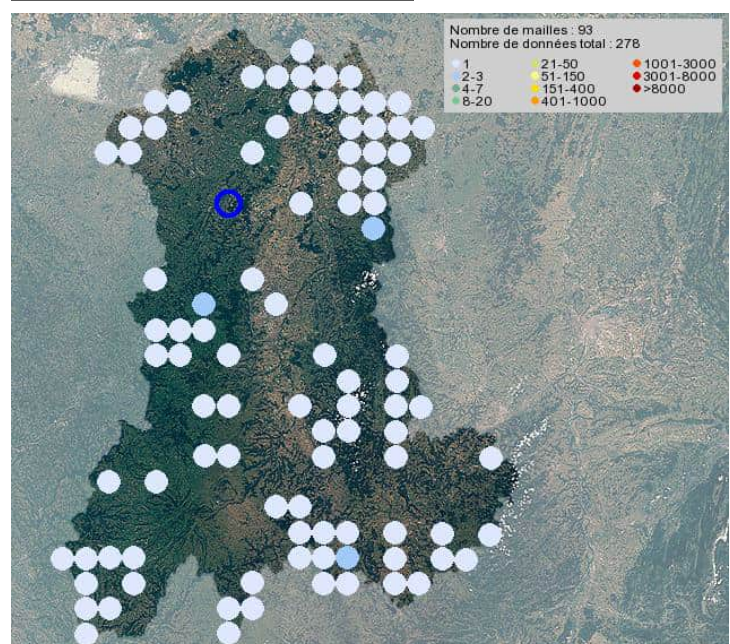 Nombre de mailles : 93
Nombre de données total : 278
1 21-50 1001-3000
2-3 51-150 3001-8000
4-7 151-400 >8000
8-20 401-1000